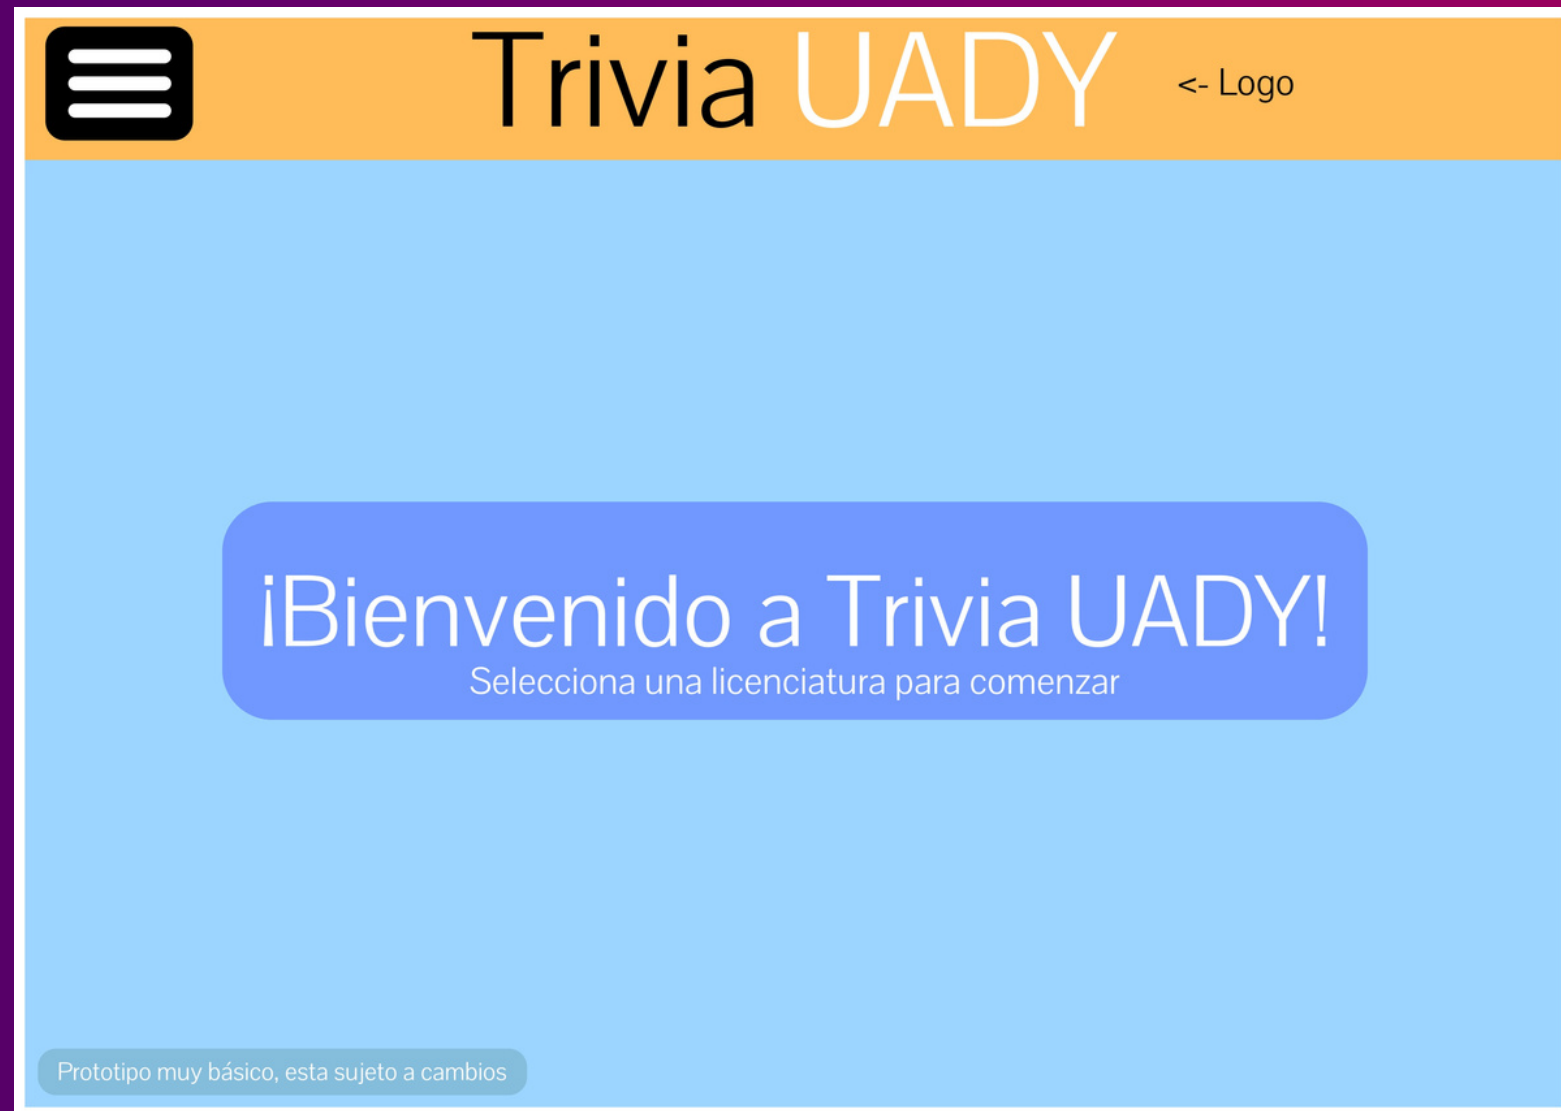 Trivia UADY <- Logo
¡Bienvenido a Trivia UADY!
Selecciona una licenciatura para comenzar
Prototipo muy básico, esta sujeto a cambios